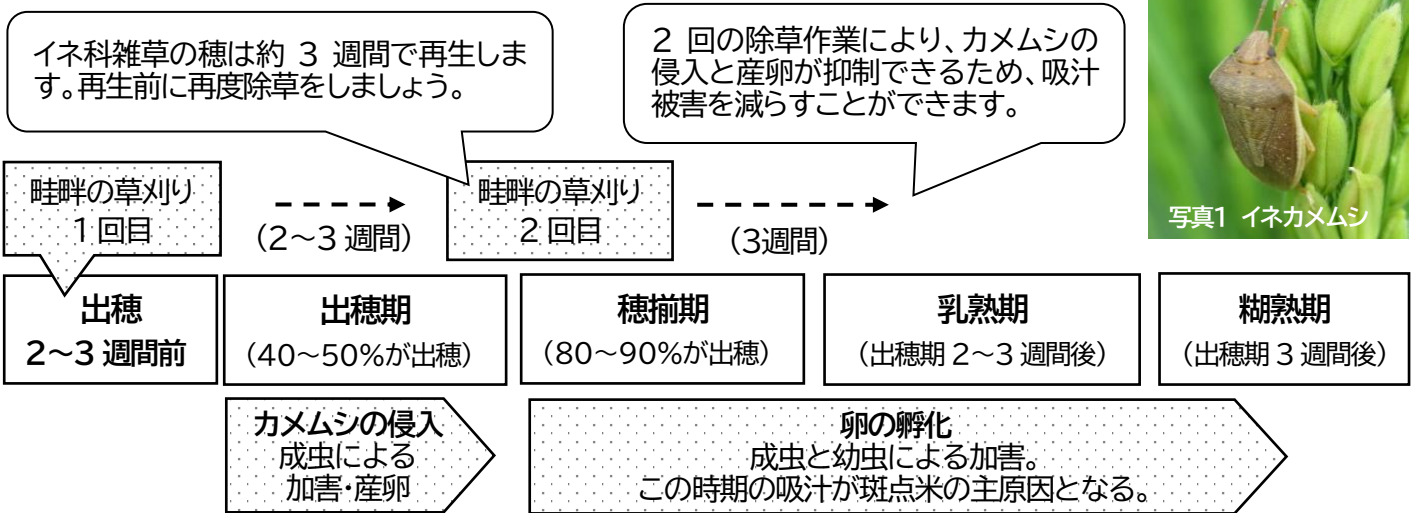 イネ科雑草の穂は約 3 週間で再生しま
す。再生前に再度除草をしましょう。
2 回の除草作業により、カメムシの
侵入と産卵が抑制できるため、吸汁
被害を減らすことができます。
写真1 イネカメムシ
畦畔の草刈り
1 回目
(2～3 週間)
畦畔の草刈り
2 回目
(3週間)
出穂
2～3 週間前
出穂期
(40～50%が出穂)
穂揃期
(80～90%が出穂)
乳熟期
(出穂期 2～3 週間後)
糊熟期
(出穂期 3 週間後)
カメムシの侵入
成虫による
加害・産卵
卵の孵化
成虫と幼虫による加害。
この時期の吸汁が斑点米の主原因となる。